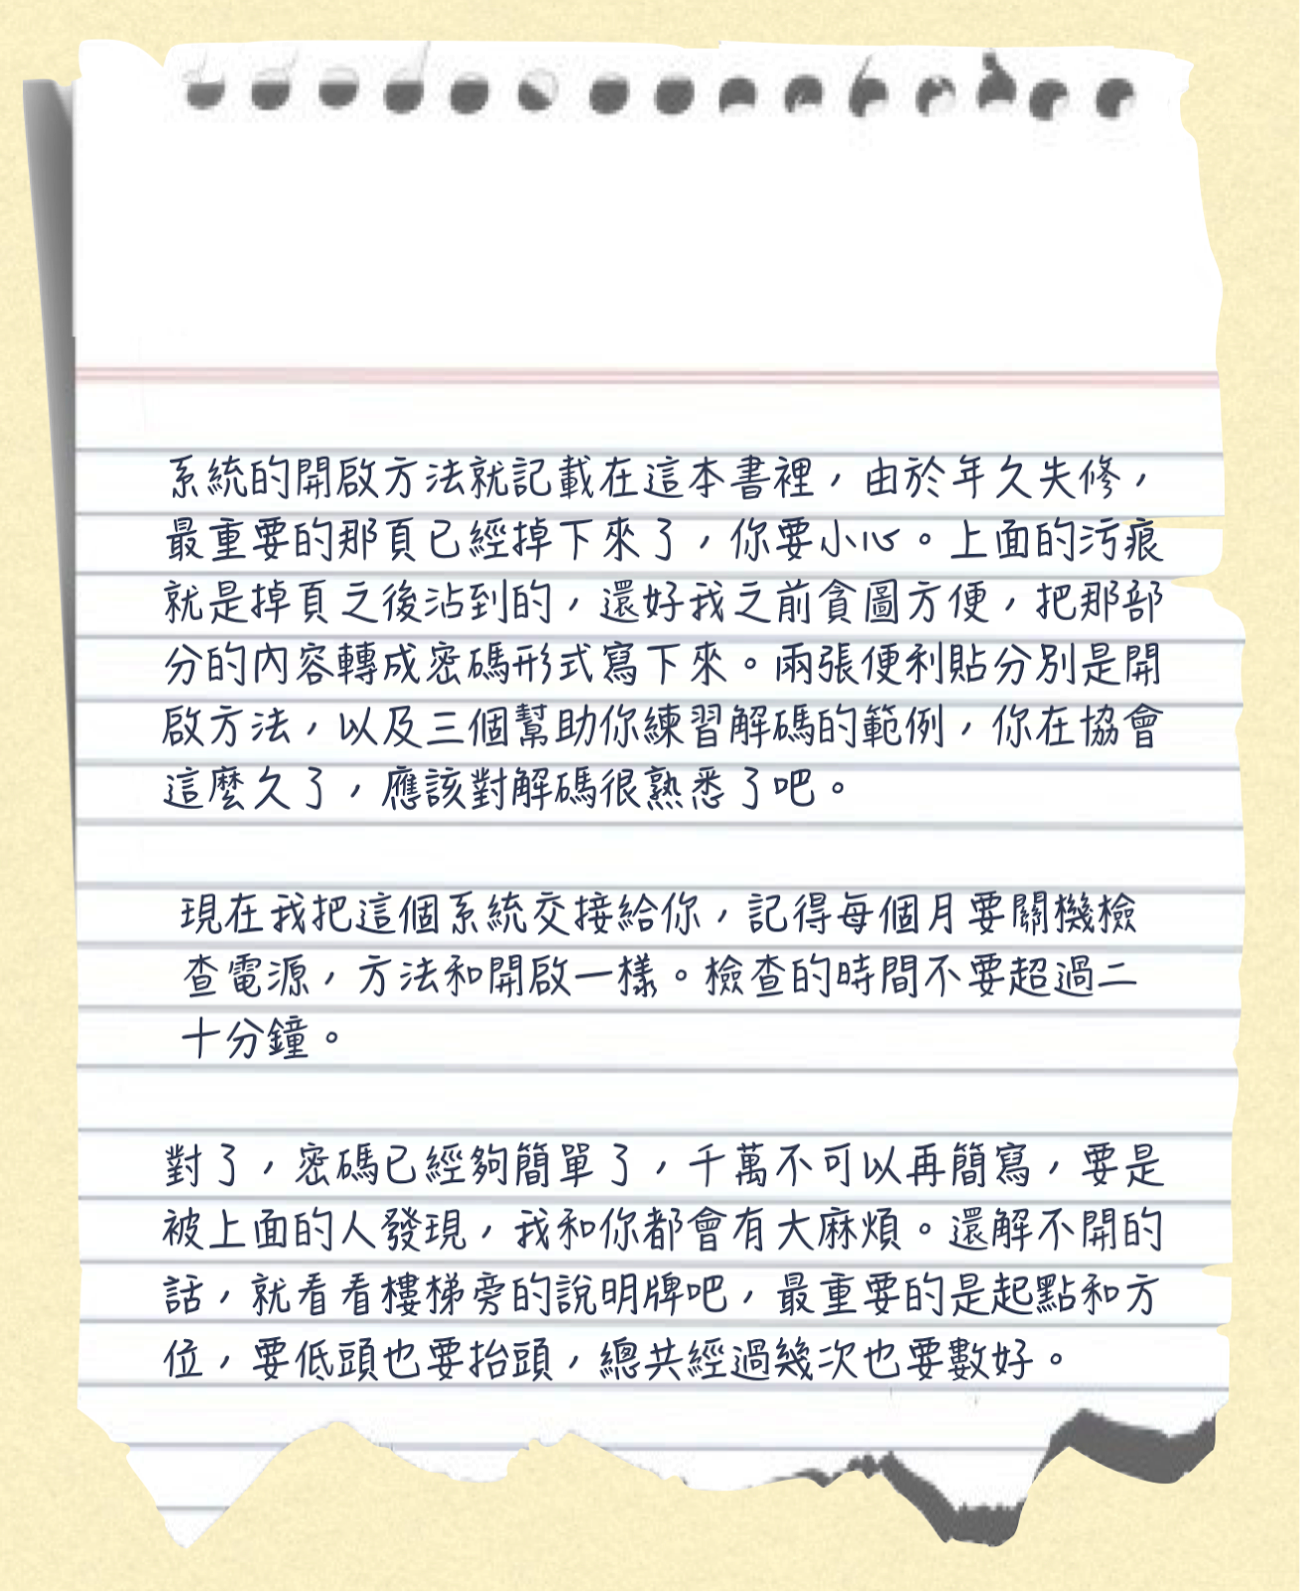 系統的開啟方法就記載在這本書裡，由於年久失修，
最重要的那頁已經掉下來了，你要小心。上面的污痕
就是掉頁之後沾到的，還好我之前貪圖方便，把那部
分的內容轉成密碼形式寫下來。兩張便利貼分別是開
啟方法，以及三個幫助你練習解碼的範例，你在協會
這麼久了，應該對解碼很熟悉了吧。
現在我把這個系統交接給你，記得每個月要關機檢
查電源，方法和開啟一樣。檢查的時間不要超過二
十分鐘。
對了，密碼已經夠簡單了，千萬不可以再簡寫，要是
被上面的人發現，我和你都會有大麻煩。還解不開的
話，就看看樓梯旁的說明牌吧，最重要的是起點和方
位，要低頭也要抬頭，總共經過幾次也要數好。